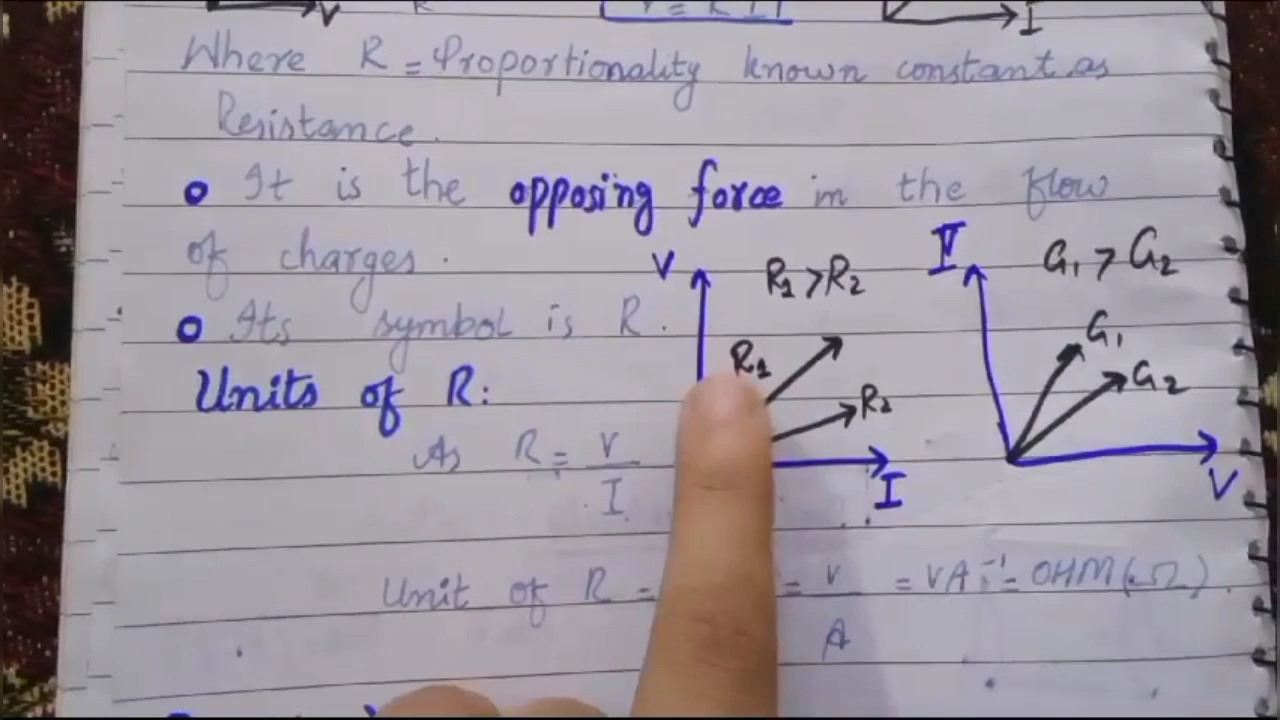 V I
Where R = Proportionality known constant as
Resistance.
• It is the opposing force in the flow
of charges.
• Its symbol is R.
V R1 > R2
R1
R2
I
I G1 > G2
G1
G2
V
Units of R:
As R = V / I
Unit of R = = V / A = VA⁻¹ = OHM (Ω).